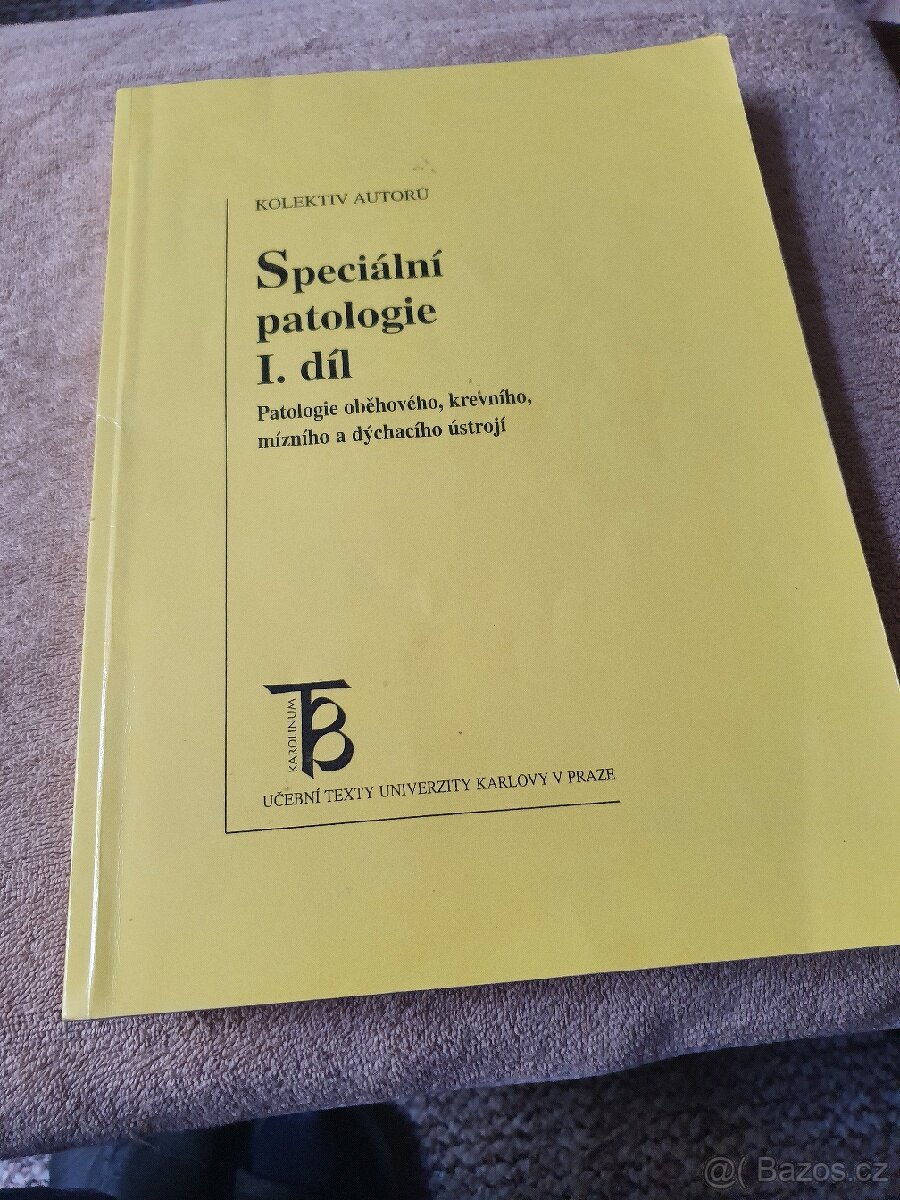 KOLEKTIV AUTORŮ
Speciální
patologie
I. díl
Patologie oběhového, krevního,
mízního a dýchacího ústrojí
KAROLINUM
UČEBNÍ TEXTY UNIVERZITY KARLOVY V PRAZE
@( Bazos.cz